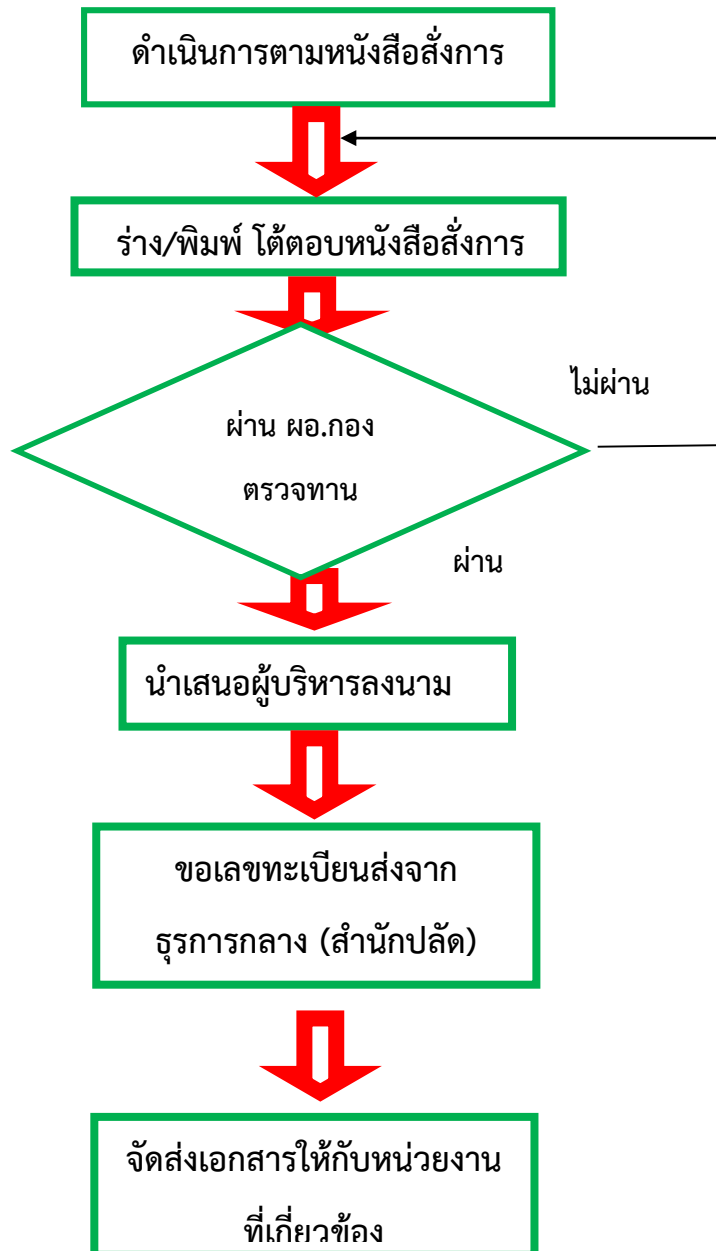 ดำเนินการตามหนังสือสั่งการ
ร่าง/พิมพ์ โต้ตอบหนังสือสั่งการ
ไม่ผ่าน
ผ่าน ผอ.กอง
ตรวจทาน
ผ่าน
นำเสนอผู้บริหารลงนาม
ขอเลขทะเบียนส่งจาก
ธุรการกลาง (สำนักปลัด)
จัดส่งเอกสารให้กับหน่วยงาน
ที่เกี่ยวข้อง